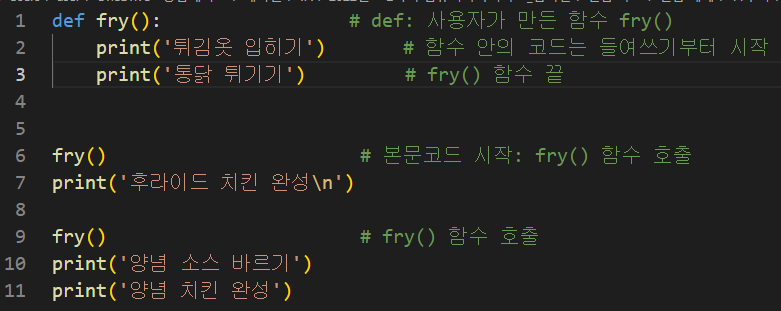 1 def fry(): # def: 사용자가 만든 함수 fry()
2 print('튀김옷 입히기') # 함수 안의 코드는 들여쓰기부터 시작
3 print('통닭 튀기기') # fry() 함수 끝
4
5
6 fry() # 본문코드 시작: fry() 함수 호출
7 print('후라이드 치킨 완성\n')
8
9 fry() # fry() 함수 호출
10 print('양념 소스 바르기')
11 print('양념 치킨 완성')